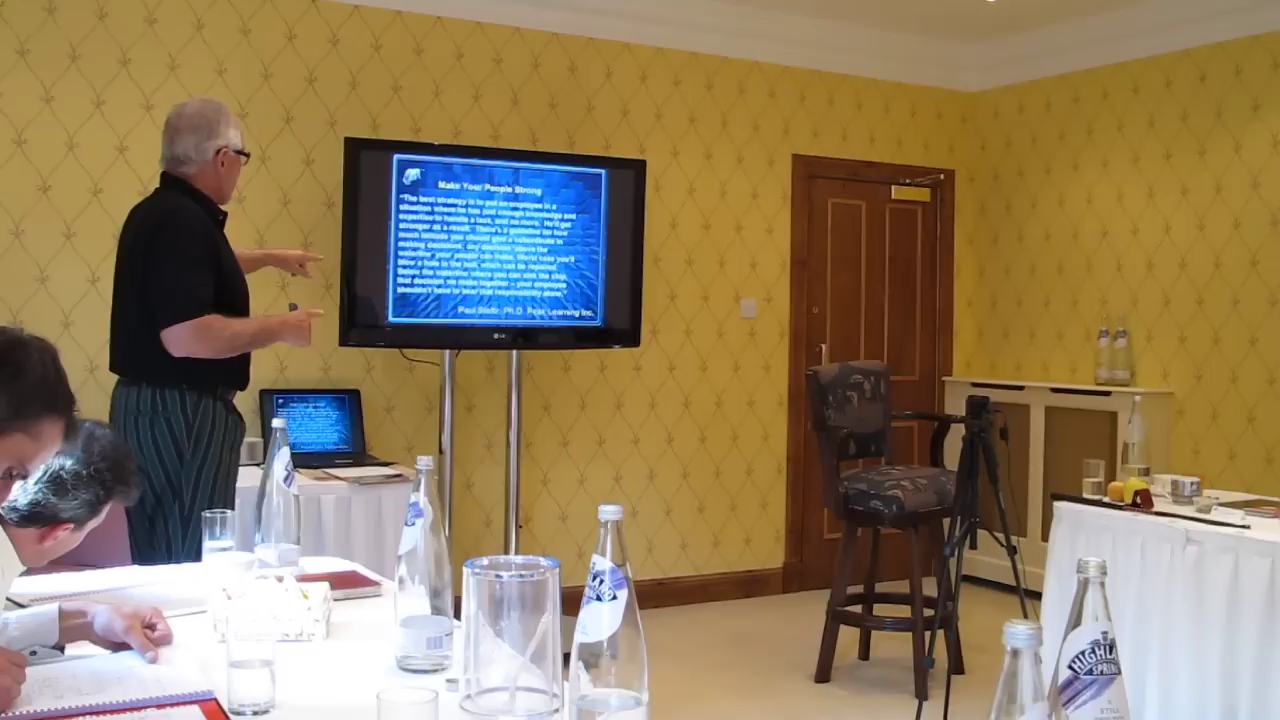 Make Your People Strong
"The best strategy is to put an employee in a
situation where he has just enough knowledge and
expertise to handle a task, and no more. He'll get
stronger as a result. There's a guideline for how
much latitude you should give a subordinate in
making decisions: any decision "above the
waterline" your people can make. Worst case you'll
blow a hole in the hull, which can be repaired.
Below the waterline where you can sink the ship,
that decision we make together – your employee
shouldn't have to bear that responsibility alone."
Paul Ph.D. Peak Learning Inc.
LG
HIGHLAND
SPRING
STILL